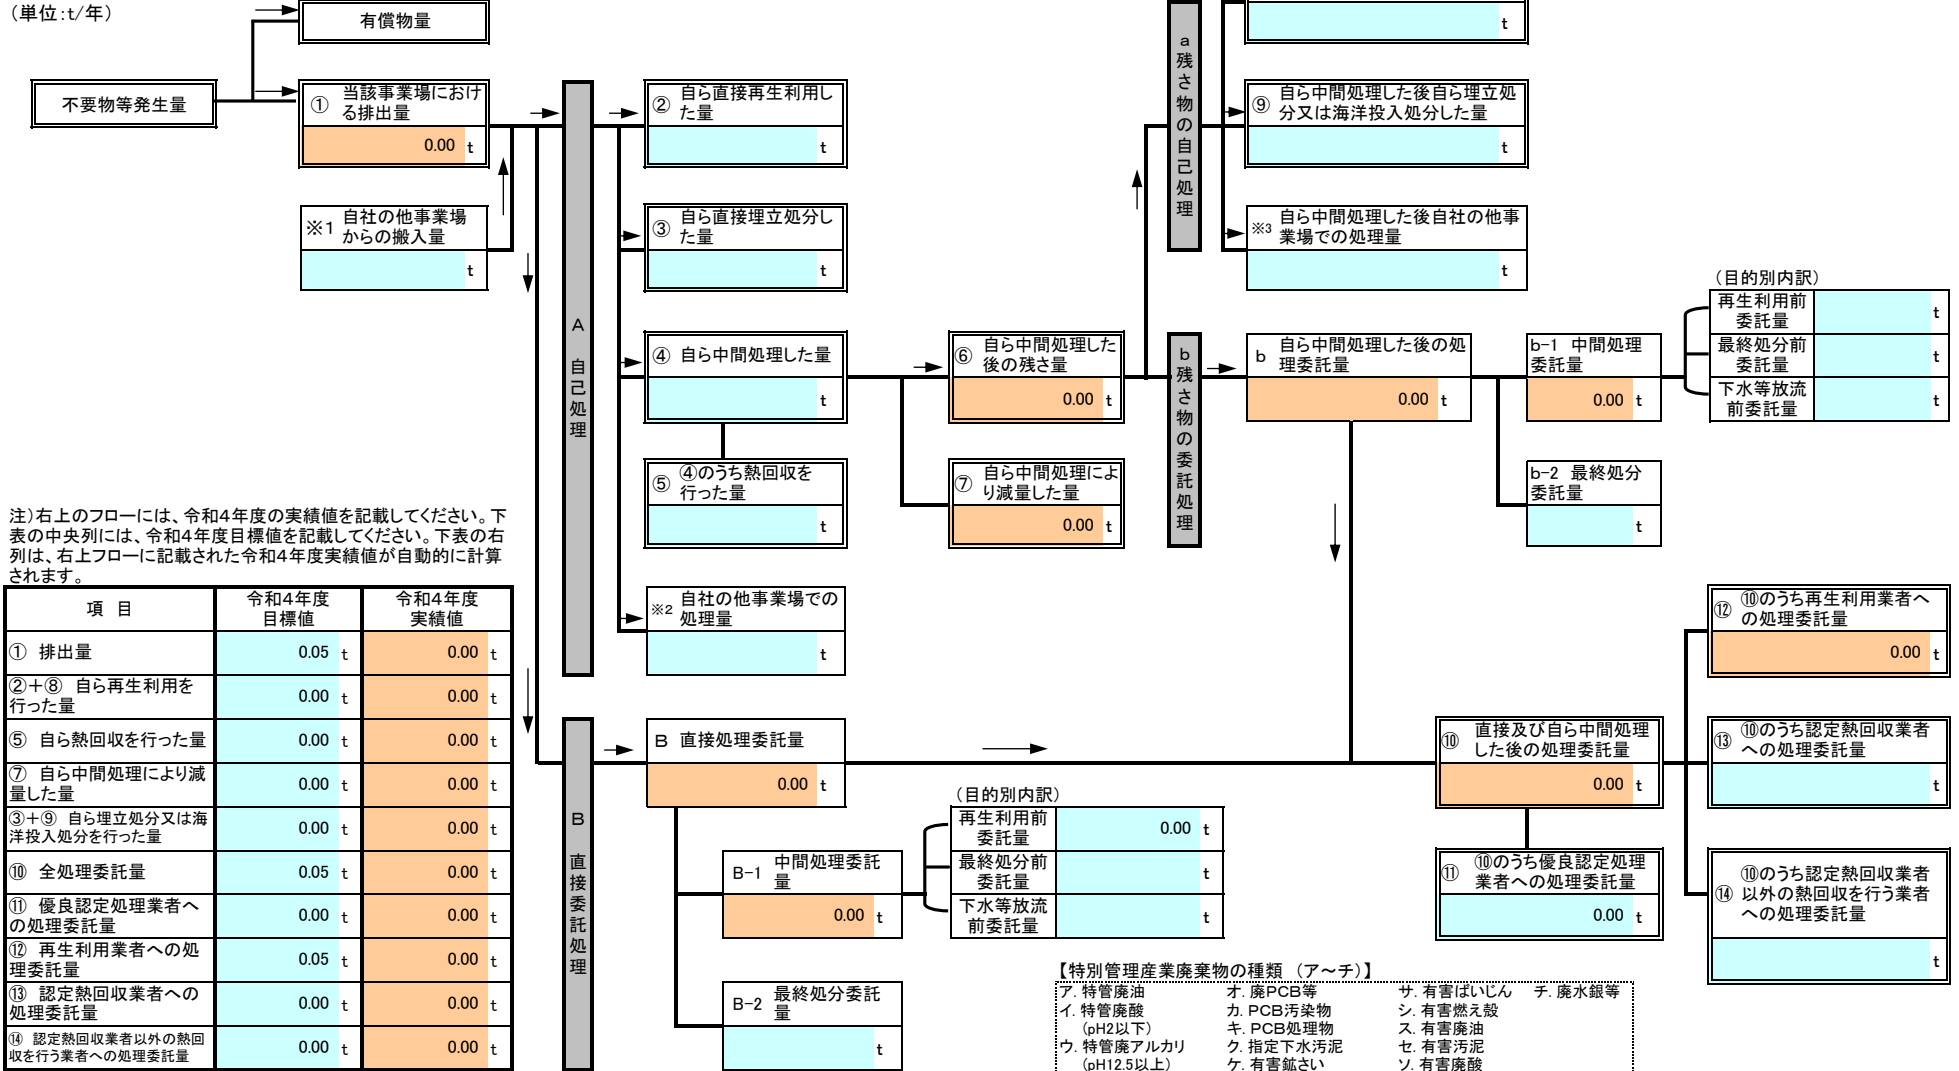 (単位:t/年)
有償物量
不要物等発生量
① 当該事業場におけ
る排出量
0.00 t
※1 自社の他事業場
からの搬入量
t
A 自己処理
② 自ら直接再生利用し
た量
t
③ 自ら直接埋立処分し
た量
t
④ 自ら中間処理した量
t
⑤ ④のうち熱回収を
行った量
t
※2 自社の他事業場での
処理量
t
⑥ 自ら中間処理した
後の残さ量
0.00 t
⑦ 自ら中間処理によ
り減量した量
0.00 t
a 残さ物の自己処理
t
⑨ 自ら中間処理した後自ら埋立処
分又は海洋投入処分した量
t
※3 自ら中間処理した後自社の他事
業場での処理量
t
b 残さ物の委託処理
b 自ら中間処理した後の処
理委託量
0.00 t
b-1 中間処理
委託量
0.00 t
b-2 最終処分
委託量
t
(目的別内訳)
再生利用前
委託量
t
最終処分前
委託量
t
下水等放流
前委託量
t
注)右上のフローには、令和4年度の実績値を記載してください。下
表の中央列には、令和4年度目標値を記載してください。下表の右
列は、右上フローに記載された令和4年度実績値が自動的に計算
されます。
項 目 令和4年度 目標値 令和4年度 実績値
① 排出量 0.05 t 0.00 t
②+⑧ 自ら再生利用を
行った量 0.00 t 0.00 t
⑤ 自ら熱回収を行った量 0.00 t 0.00 t
⑦ 自ら中間処理により減
量した量 0.00 t 0.00 t
③+⑨ 自ら埋立処分又は海
洋投入処分を行った量 0.00 t 0.00 t
⑩ 全処理委託量 0.05 t 0.00 t
⑪ 優良認定処理業者へ
の処理委託量 0.00 t 0.00 t
⑫ 再生利用業者への処
理委託量 0.05 t 0.00 t
⑬ 認定熱回収業者への
処理委託量 0.00 t 0.00 t
⑭ 認定熱回収業者以外の熱回
収を行う業者への処理委託量 0.00 t 0.00 t
B 直接委託処理
B 直接処理委託量
0.00 t
B-1 中間処理委託
量
0.00 t
B-2 最終処分委託
量
t
(目的別内訳)
再生利用前
委託量
0.00 t
最終処分前
委託量
t
下水等放流
前委託量
t
⑩ 直接及び自ら中間処理
した後の処理委託量
0.00 t
⑪ ⑩のうち優良認定処理
業者への処理委託量
0.00 t
⑫ ⑩のうち再生利用業者へ
の処理委託量
0.00 t
⑬ ⑩のうち認定熱回収業者
への処理委託量
t
⑭ ⑩のうち認定熱回収業者
以外の熱回収を行う業者
への処理委託量
t
【特別管理産業廃棄物の種類 (ア～チ)】
ア. 特管廃油 オ. 廃PCB等 サ. 有害ばいじん チ. 廃水銀等
イ. 特管廃酸 カ. PCB汚染物 シ. 有害燃え殻
(pH2以下) キ. PCB処理物 ス. 有害廃油
ウ. 特管廃アルカリ ク. 指定下水汚泥 セ. 有害汚泥
(pH12.5以上) ケ. 有害鉱さい ソ. 有害廃酸